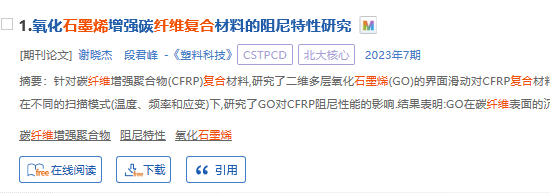 1.氧化石墨烯增强碳纤维复合材料的阻尼特性研究 M
[期刊论文] 谢晓杰 段君峰 -《塑料科技》 CSTPCD 北大核心 2023年7期
摘要：针对碳纤维增强聚合物(CFRP)复合材料,研究了二维多层氧化石墨烯(GO)的界面滑动对CFRP复合材料
在不同的扫描模式(温度、频率和应变)下,研究了GO对CFRP阻尼性能的影响.结果表明:GO在碳纤维表面的沉
碳纤维增强聚合物 阻尼特性 氧化石墨烯
free 在线阅读 free 下载 引用